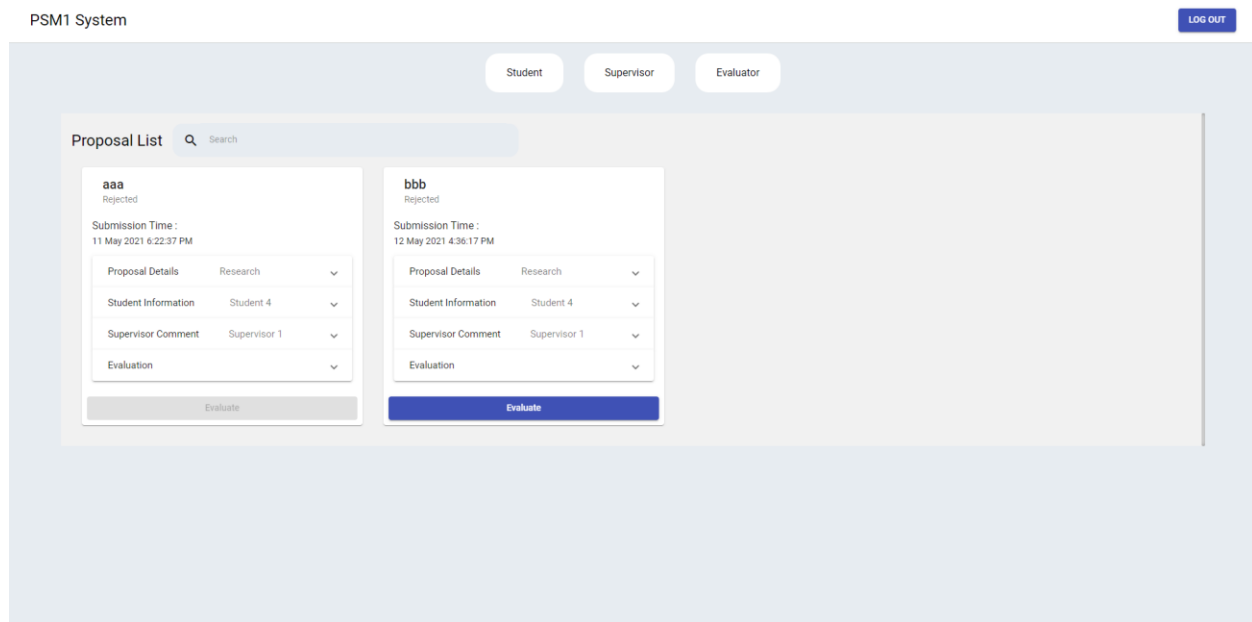 PSM1 System LOG OUT
Student Supervisor Evaluator
Proposal List Search
aaa
Rejected
Submission Time :
11 May 2021 6:22:37 PM
Proposal Details Research
Student Information Student 4
Supervisor Comment Supervisor 1
Evaluation
Evaluate
bbb
Rejected
Submission Time :
12 May 2021 4:36:17 PM
Proposal Details Research
Student Information Student 4
Supervisor Comment Supervisor 1
Evaluation
Evaluate